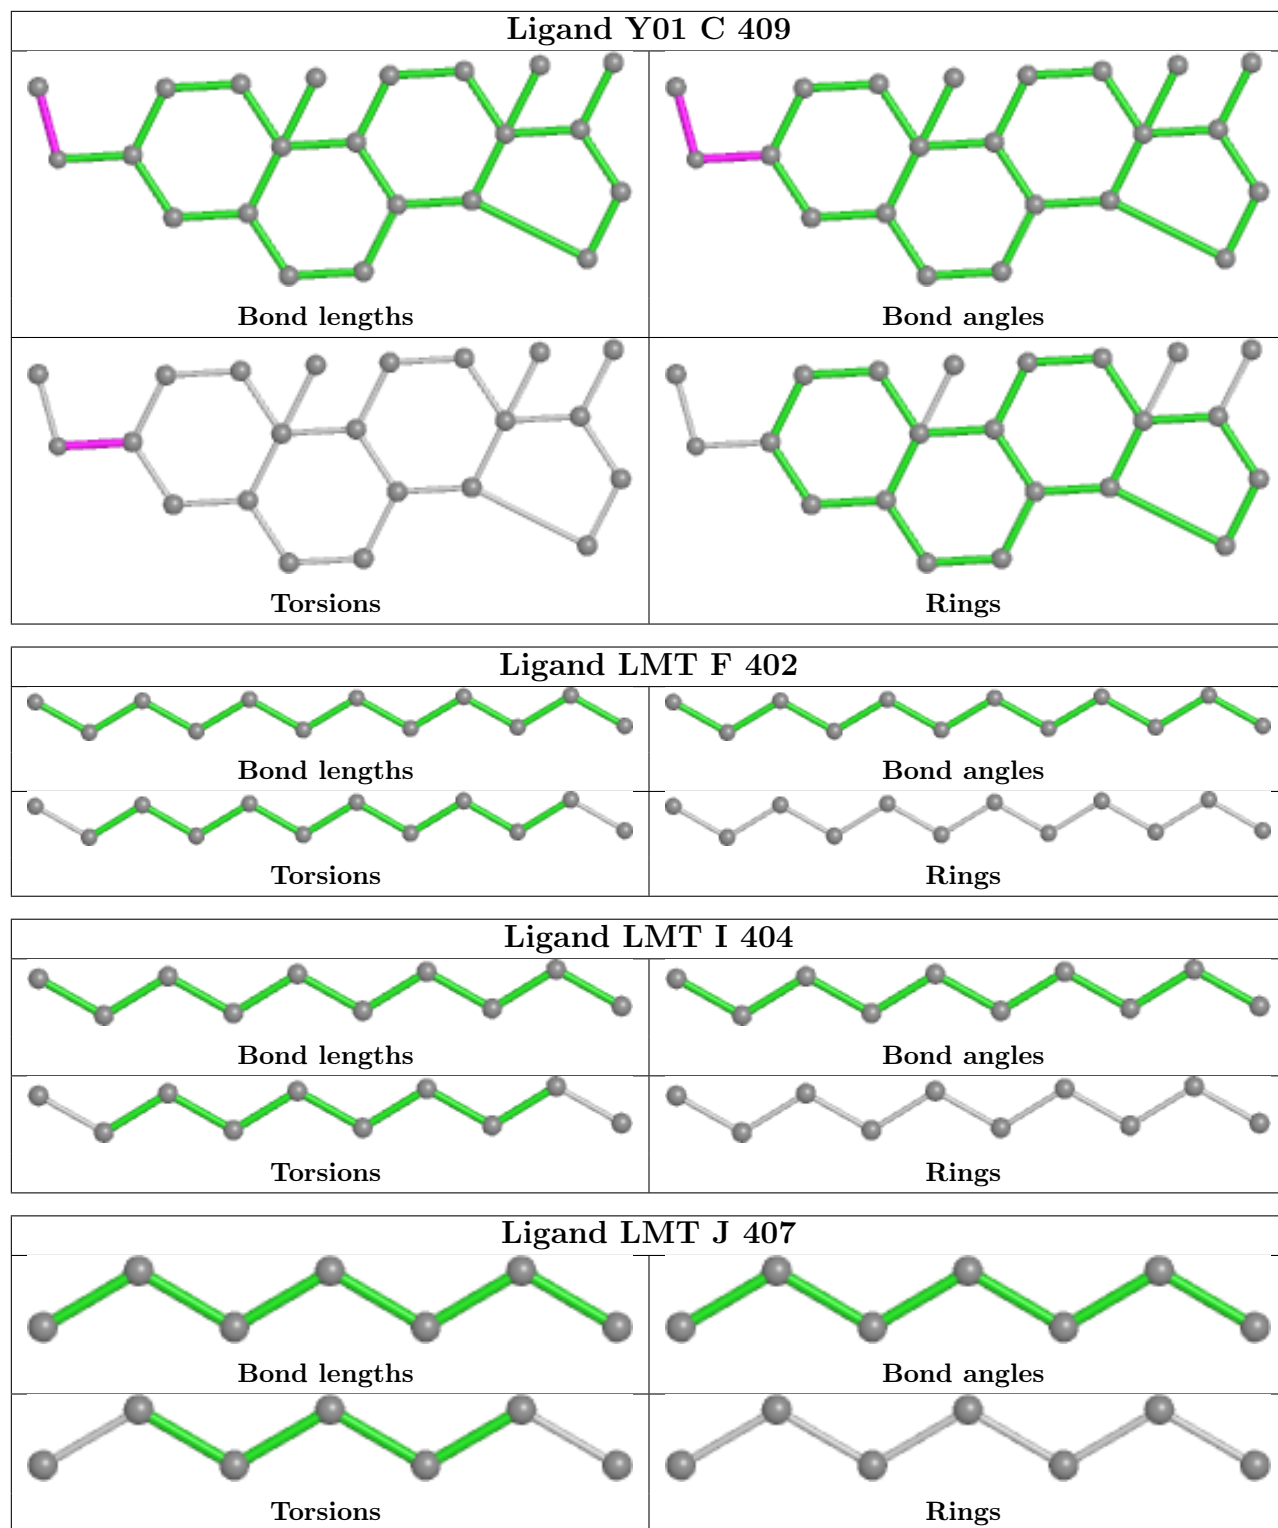 Ligand Y01 C 409
Bond lengths
Bond angles
Torsions
Rings
Ligand LMT F 402
Bond lengths
Bond angles
Torsions
Rings
Ligand LMT I 404
Bond lengths
Bond angles
Torsions
Rings
Ligand LMT J 407
Bond lengths
Bond angles
Torsions
Rings